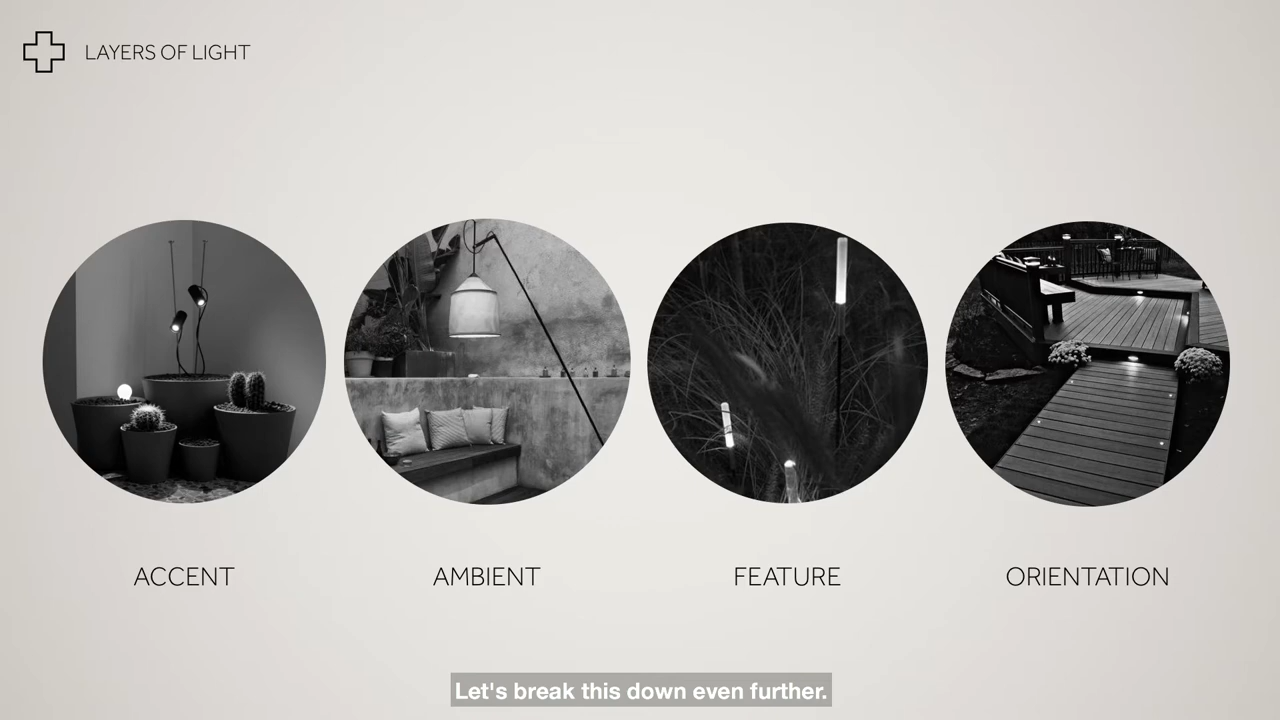 LAYERS OF LIGHT
ACCENT
AMBIENT
FEATURE
ORIENTATION
Let's break this down even further.